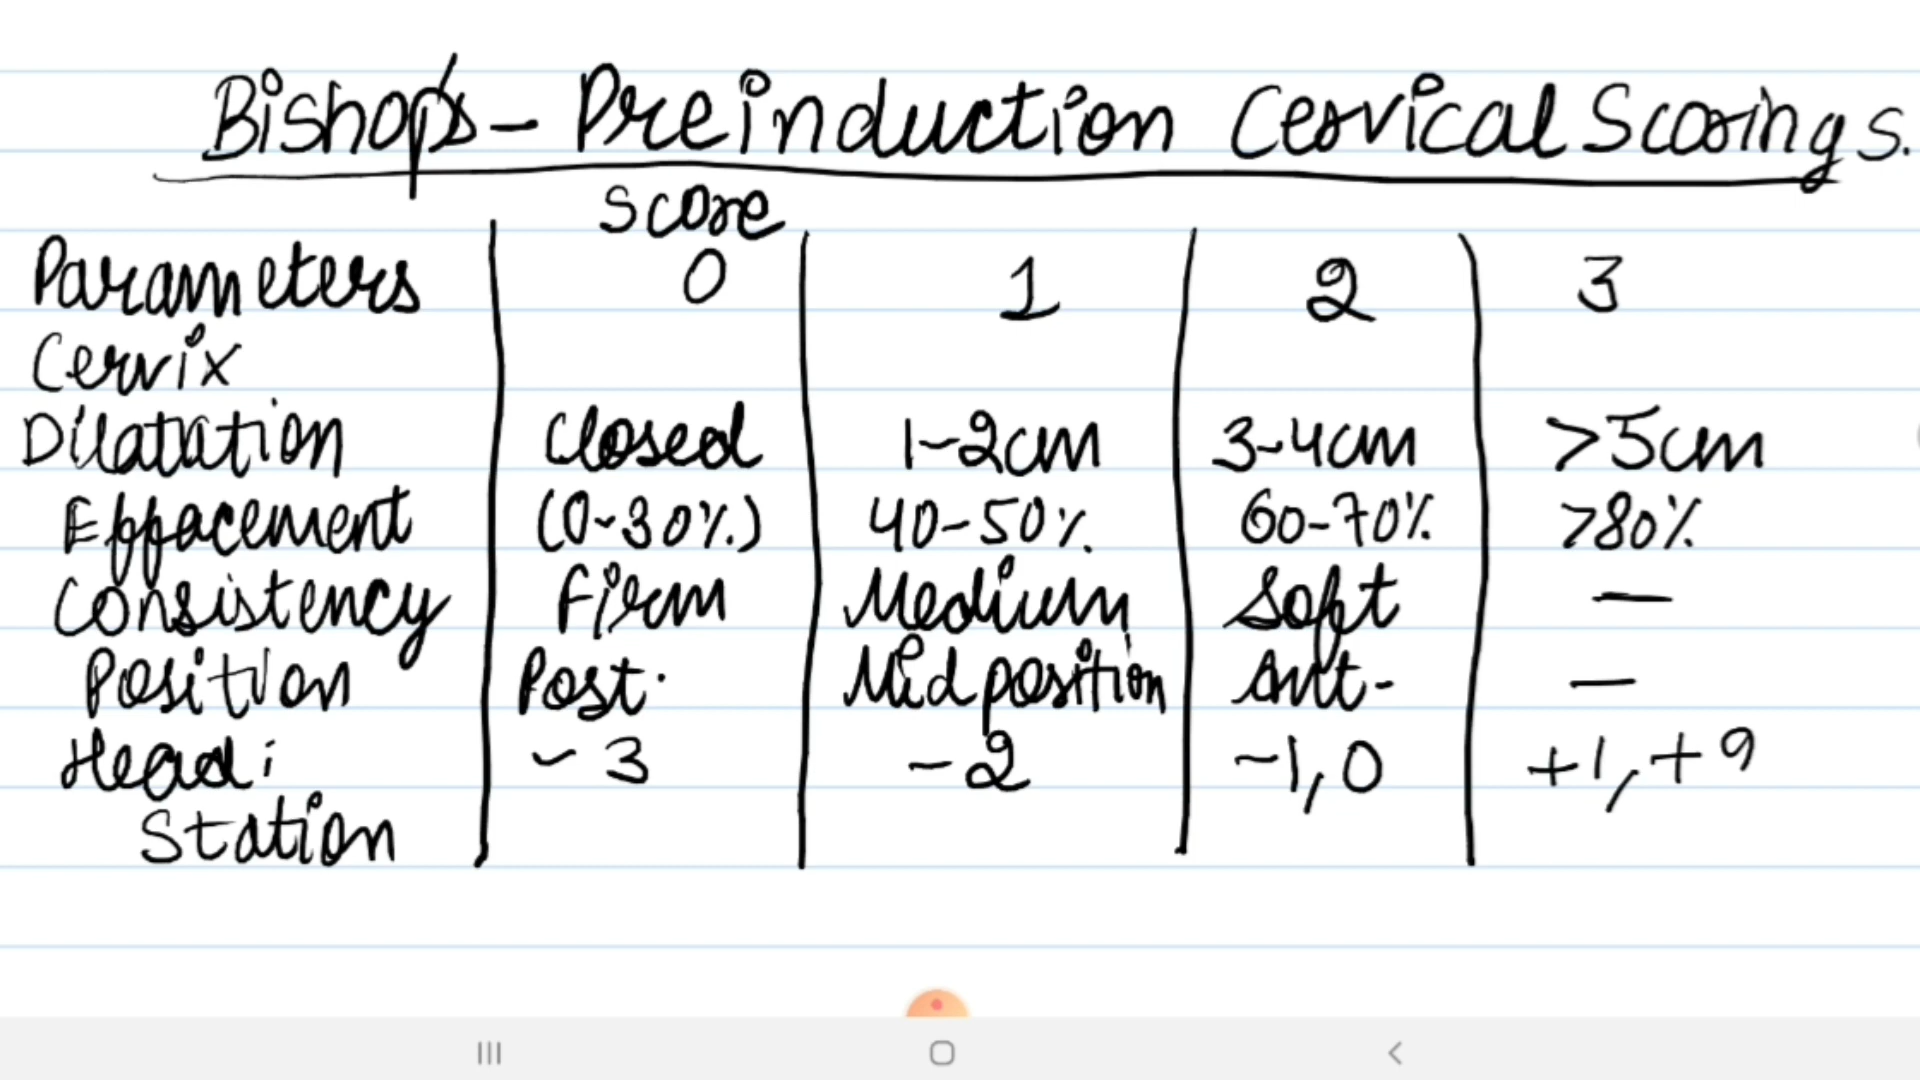 Bishop's - Preinduction Cervical Scorings.
Score
Parameters 0 1 2 3
Cervix
Dilatation Closed 1-2cm 3-4cm >5cm
Effacement (0-30%) 40-50% 60-70% >80%
Consistency Firm Medium Soft —
Position Post. Midposition Ant- —
Head: -3 -2 -1,0 +1,+
Station